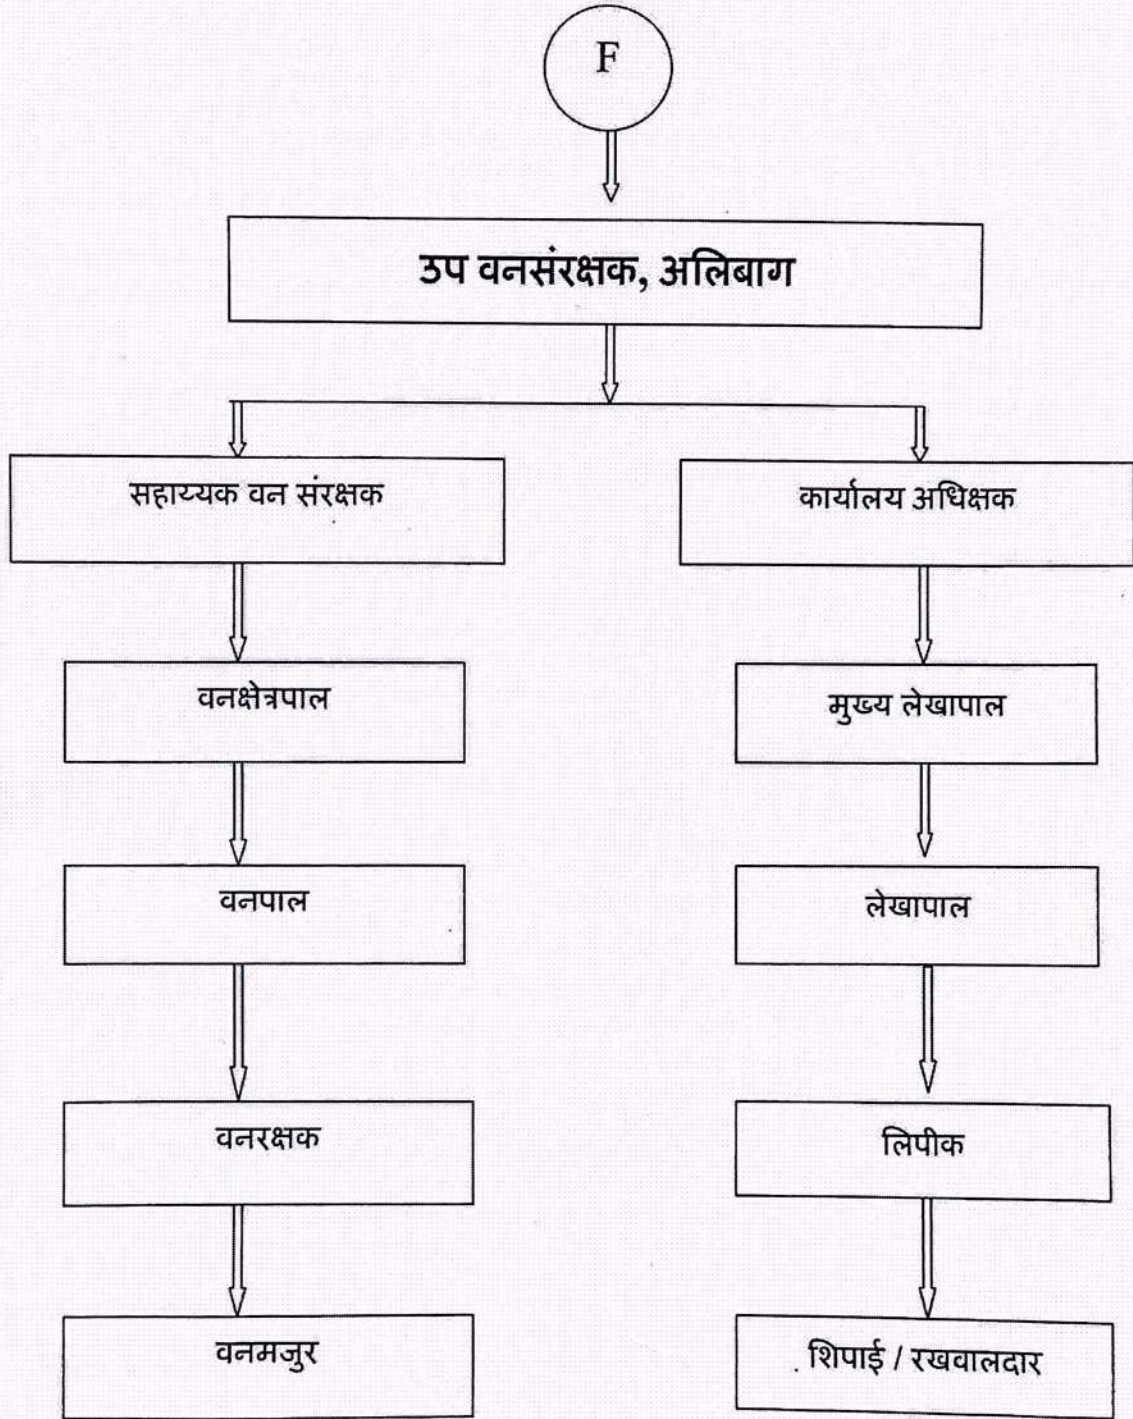 F
उप वनसंरक्षक, अलिबाग
सहाय्यक वन संरक्षक
कार्यालय अधिक्षक
वनक्षेत्रपाल
मुख्य लेखापाल
वनपाल
लेखापाल
वनरक्षक
लिपीक
वनमजुर
शिपाई / रखवालदार